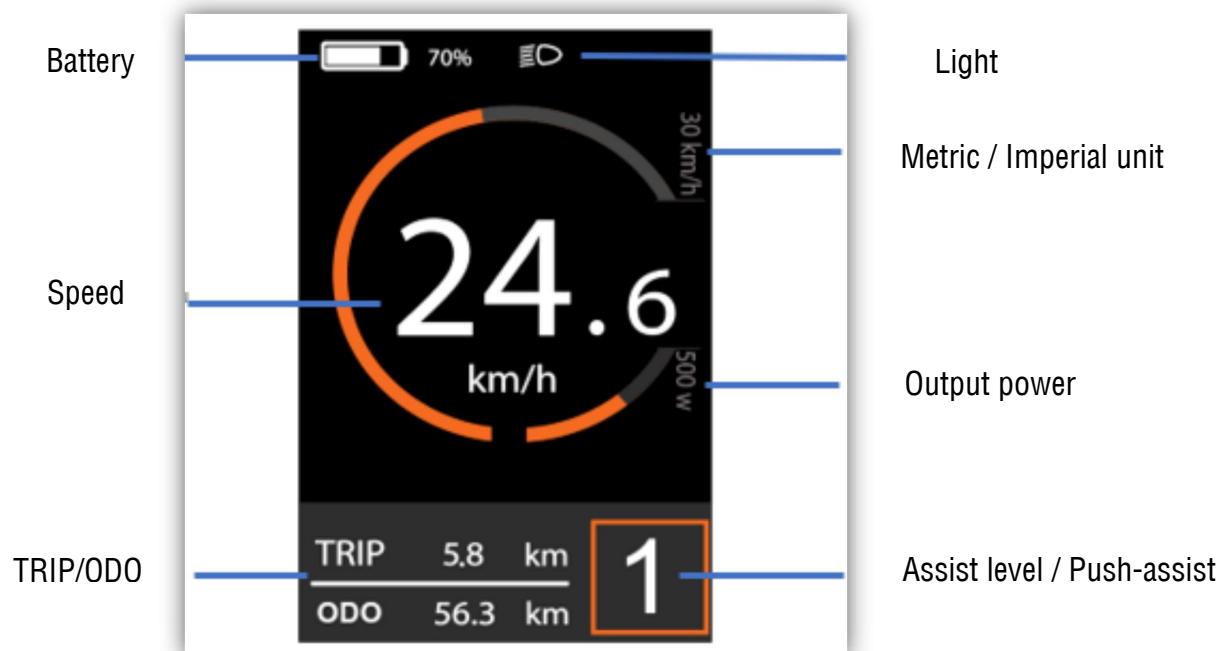 Battery
70%
Light
30 km/h
Metric / Imperial unit
Speed
24.6
km/h
500 w
Output power
TRIP/ODO
TRIP 5.8 km
ODO 56.3 km
1
Assist level / Push-assist